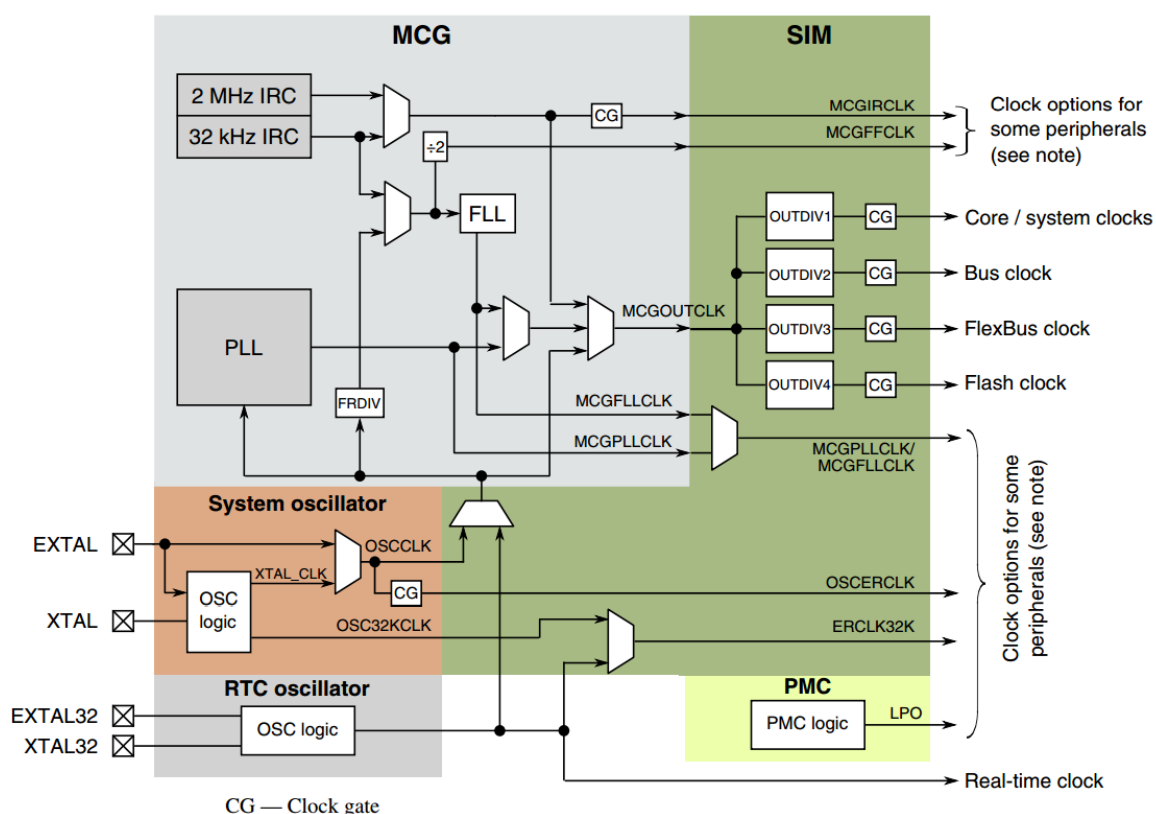 MCG
SIM
2 MHz IRC
32 kHz IRC
CG
MCGIRCLK
MCGFFCLK
Clock options for
some peripherals
(see note)
÷2
FLL
OUTDIV1
CG
Core / system clocks
OUTDIV2
CG
Bus clock
MCGOUTCLK
OUTDIV3
CG
FlexBus clock
PLL
OUTDIV4
CG
Flash clock
FRDIV
MCGFLLCLK
MCGPLLCLK
MCGPLLCLK/
MCGFLLCLK
System oscillator
EXTAL
OSCCLK
XTAL_CLK
OSC
logic
CG
OSCERCLK
XTAL
OSC32KCLK
ERCLK32K
Clock options for some
peripherals (see note)
RTC oscillator
PMC
EXTAL32
XTAL32
OSC logic
PMC logic
LPO
Real-time clock
CG — Clock gate